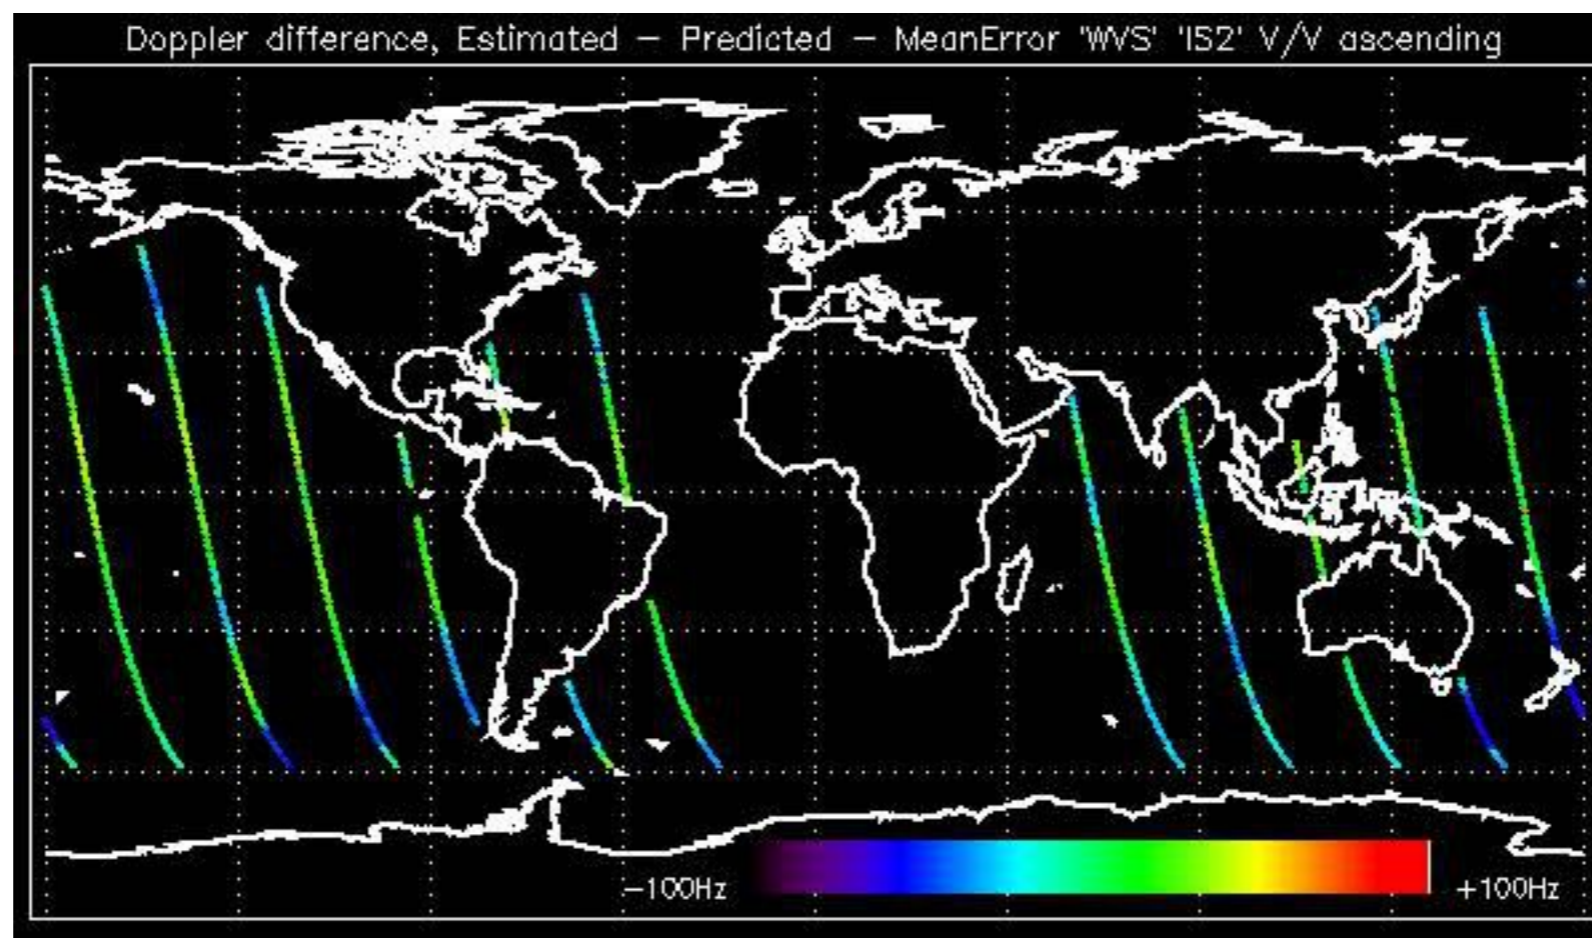 Doppler difference, Estimated – Predicted – MeanError 'WVS' 'IS2' V/V ascending
–100Hz
+100Hz